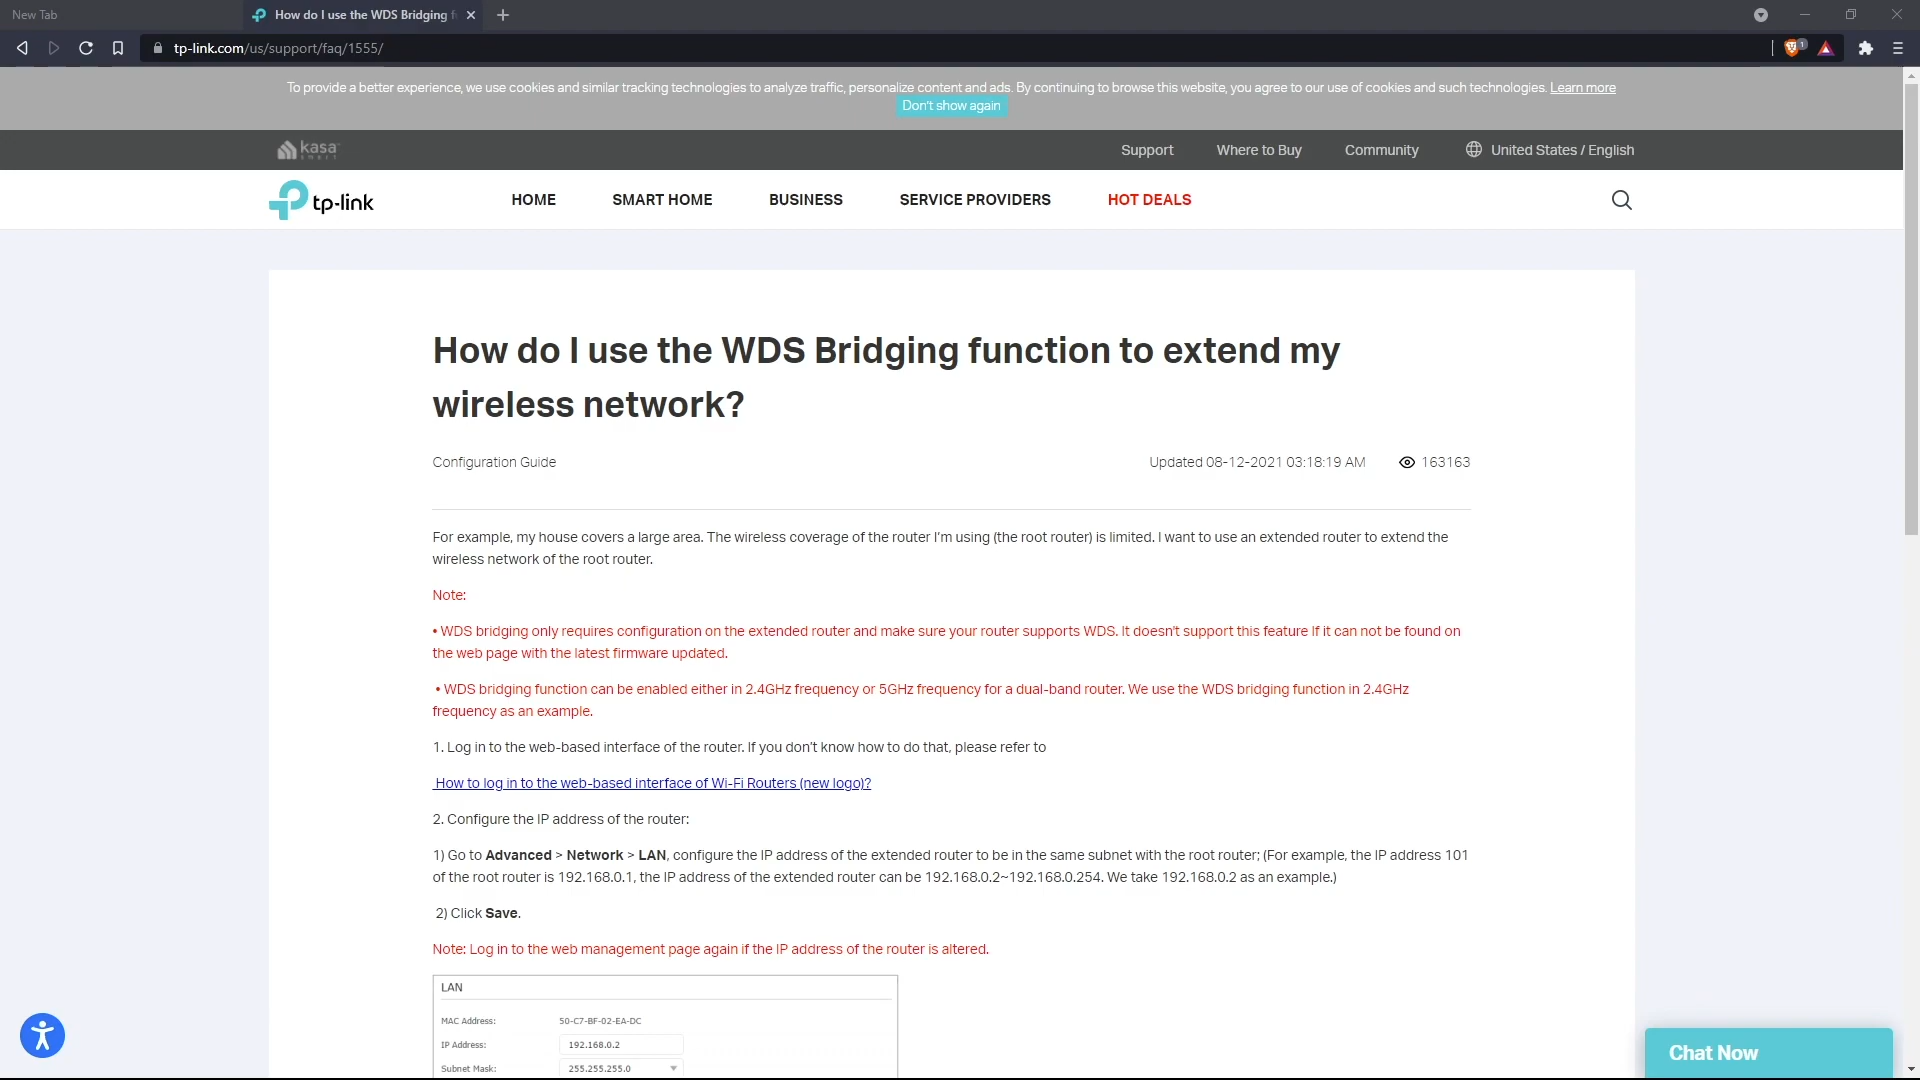 New Tab
How do I use the WDS Bridging f
tp-link.com/us/support/faq/1555/
1
To provide a better experience, we use cookies and similar tracking technologies to analyze traffic, personalize content and ads. By continuing to browse this website, you agree to our use of cookies and such technologies. Learn more
Don't show again
kasa smart
Support
Where to Buy
Community
United States / English
tp-link
HOME
SMART HOME
BUSINESS
SERVICE PROVIDERS
HOT DEALS
How do I use the WDS Bridging function to extend my
wireless network?
Configuration Guide
Updated 08-12-2021 03:18:19 AM
163163
For example, my house covers a large area. The wireless coverage of the router I'm using (the root router) is limited. I want to use an extended router to extend the
wireless network of the root router.
Note:
• WDS bridging only requires configuration on the extended router and make sure your router supports WDS. It doesn't support this feature if it can not be found on
the web page with the latest firmware updated.
• WDS bridging function can be enabled either in 2.4GHz frequency or 5GHz frequency for a dual-band router. We use the WDS bridging function in 2.4GHz
frequency as an example.
1. Log in to the web-based interface of the router. If you don't know how to do that, please refer to
How to log in to the web-based interface of Wi-Fi Routers (new logo)?
2. Configure the IP address of the router:
1) Go to Advanced > Network > LAN, configure the IP address of the extended router to be in the same subnet with the root router; (For example, the IP address 101
of the root router is 192.168.0.1, the IP address of the extended router can be 192.168.0.2~192.168.0.254. We take 192.168.0.2 as an example.)
2) Click Save.
Note: Log in to the web management page again if the IP address of the router is altered.
LAN
MAC Address: 50-C7-BF-02-EA-DC
IP Address: 192.168.0.2
Subnet Mask: 255.255.255.0
Chat Now